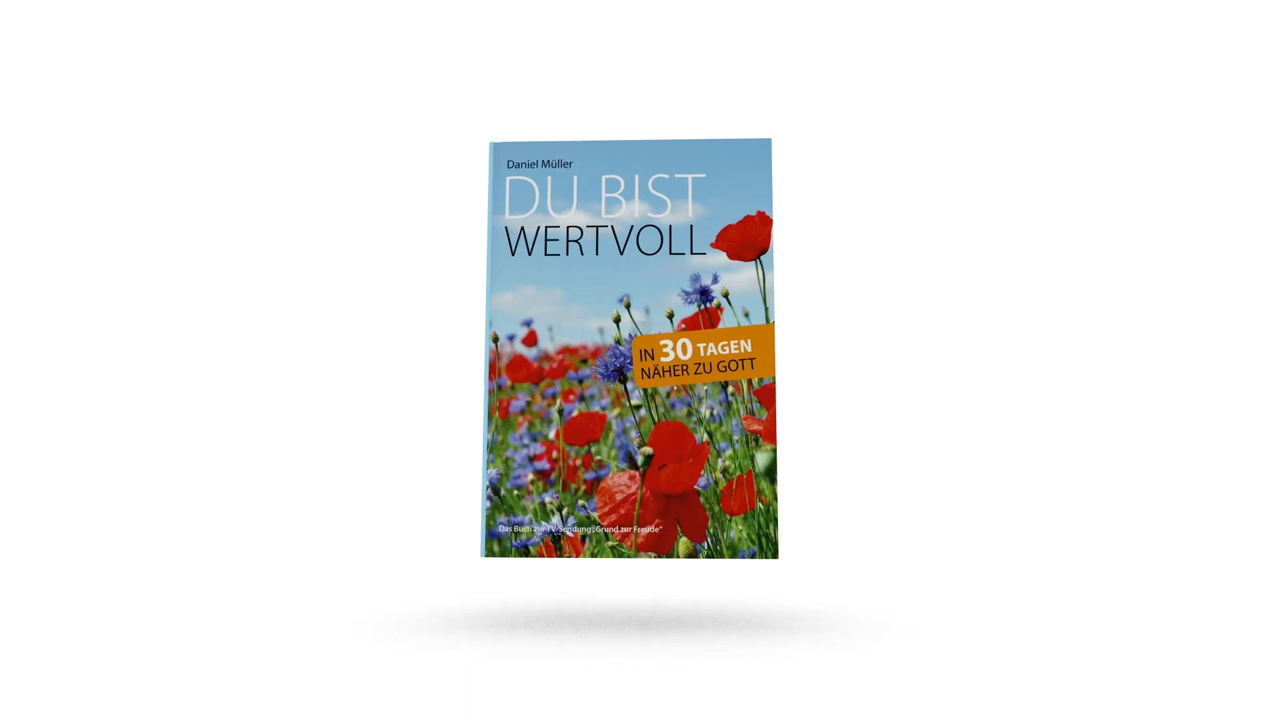 Daniel Müller
DU BIST
WERTVOLL
IN 30 TAGEN
NÄHER ZU GOTT
Das Buch zur TV-Sendung „Grund zur Freude“